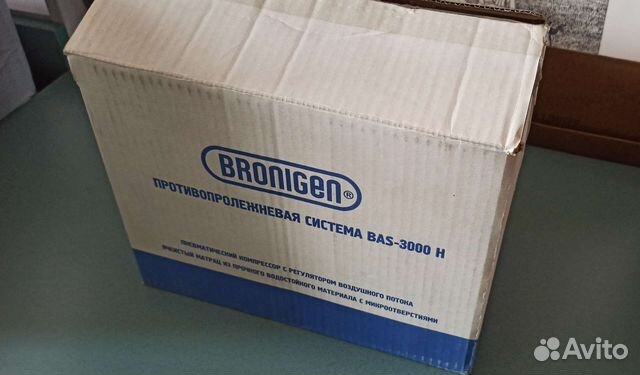 BRONIGEN®
ПРОТИВОПРОЛЕЖНЕВАЯ СИСТЕМА BAS-3000 H
ПНЕВМАТИЧЕСКИЙ КОМПРЕССОР С РЕГУЛЯТОРОМ ВОЗДУШНОГО ПОТОКА
ЯЧЕИСТЫЙ МАТРАЦ ИЗ ПРОЧНОГО ВОДОСТОЙКОГО МАТЕРИАЛА С МИКРООТВЕРСТИЯМИ
Avito